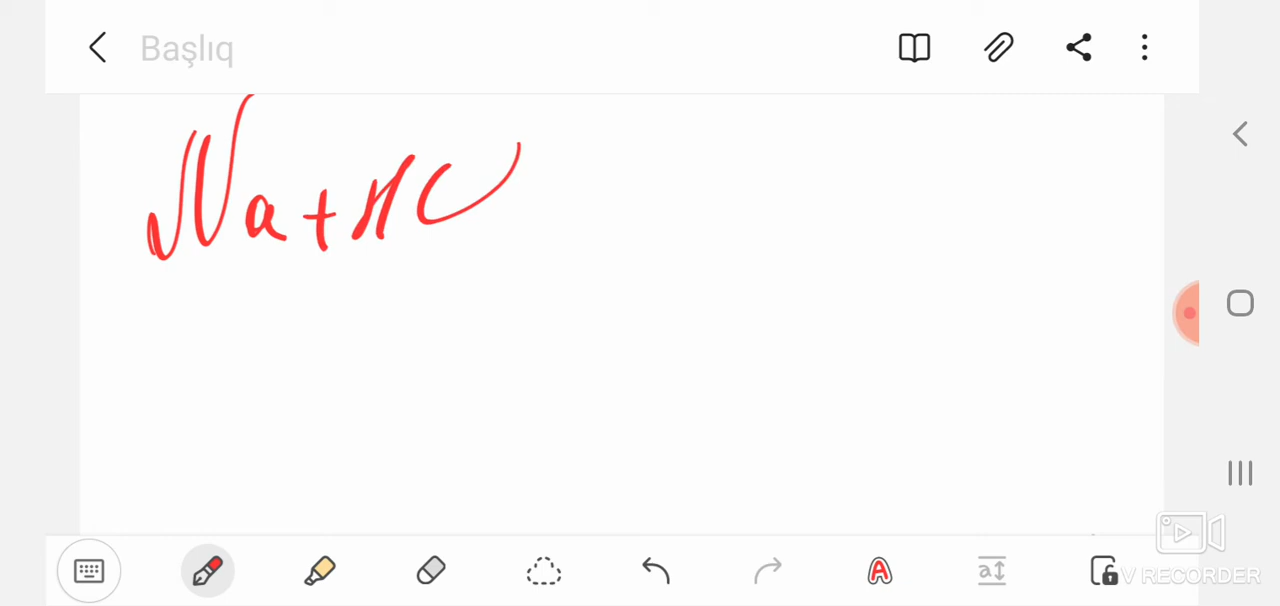 Başlıq
Na + HC
A
a
V RECORDER